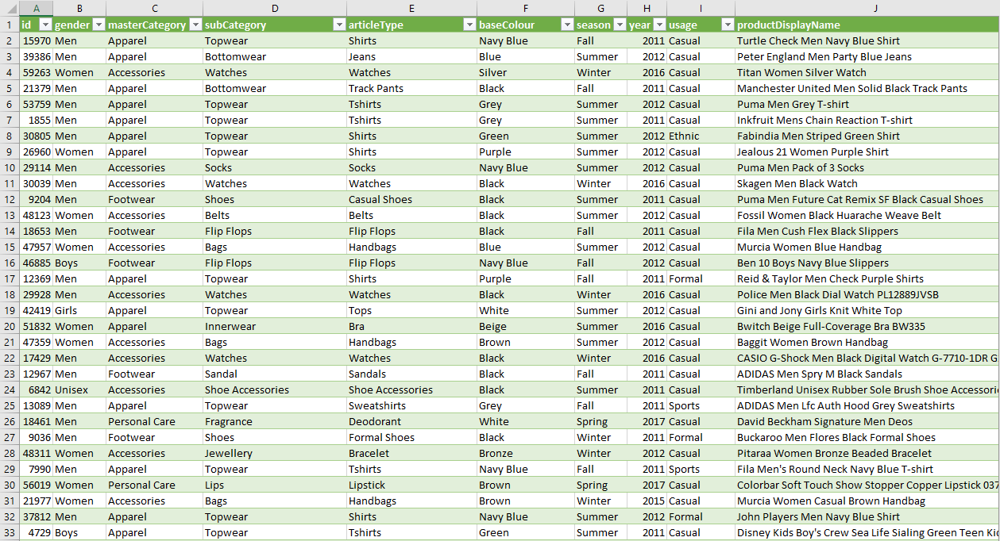 A B C D E F G H I J
1 id gender masterCategory subCategory articleType baseColour season year usage productDisplayName
2 15970 Men Apparel Topwear Shirts Navy Blue Fall 2011 Casual Turtle Check Men Navy Blue Shirt
3 39386 Men Apparel Bottomwear Jeans Blue Summer 2012 Casual Peter England Men Party Blue Jeans
4 59263 Women Accessories Watches Watches Silver Winter 2016 Casual Titan Women Silver Watch
5 21379 Men Apparel Bottomwear Track Pants Black Fall 2011 Casual Manchester United Men Solid Black Track Pants
6 53759 Men Apparel Topwear Tshirts Grey Summer 2012 Casual Puma Men Grey T-shirt
7 1855 Men Apparel Topwear Tshirts Grey Summer 2011 Casual Inkfruit Mens Chain Reaction T-shirt
8 30805 Men Apparel Topwear Shirts Green Summer 2012 Ethnic Fabindia Men Striped Green Shirt
9 26960 Women Apparel Topwear Shirts Purple Summer 2012 Casual Jealous 21 Women Purple Shirt
10 29114 Men Accessories Socks Socks Navy Blue Summer 2012 Casual Puma Men Pack of 3 Socks
11 30039 Men Accessories Watches Watches Black Winter 2016 Casual Skagen Men Black Watch
12 9204 Men Footwear Shoes Casual Shoes Black Summer 2011 Casual Puma Men Future Cat Remix SF Black Casual Shoes
13 48123 Women Accessories Belts Belts Black Summer 2012 Casual Fossil Women Black Huarache Weave Belt
14 18653 Men Footwear Flip Flops Flip Flops Black Fall 2011 Casual Fila Men Cush Flex Black Slippers
15 47957 Women Accessories Bags Handbags Blue Summer 2012 Casual Murcia Women Blue Handbag
16 46885 Boys Footwear Flip Flops Flip Flops Navy Blue Fall 2012 Casual Ben 10 Boys Navy Blue Slippers
17 12369 Men Apparel Topwear Shirts Purple Fall 2011 Formal Reid & Taylor Men Check Purple Shirts
18 29928 Men Accessories Watches Watches Black Winter 2016 Casual Police Men Black Dial Watch PL12889JVSB
19 42419 Girls Apparel Topwear Tops White Summer 2012 Casual Gini and Jony Girls Knit White Top
20 51832 Women Apparel Innerwear Bra Beige Summer 2016 Casual Bwitch Beige Full-Coverage Bra BW335
21 47359 Women Accessories Bags Handbags Brown Summer 2012 Casual Baggit Women Brown Handbag
22 17429 Men Accessories Watches Watches Black Winter 2016 Casual CASIO G-Shock Men Black Digital Watch G-7710-1DR G
23 12967 Men Footwear Sandal Sandals Black Fall 2011 Casual ADIDAS Men Spry M Black Sandals
24 6842 Unisex Accessories Shoe Accessories Shoe Accessories Black Summer 2011 Casual Timberland Unisex Rubber Sole Brush Shoe Accessori
25 13089 Men Apparel Topwear Sweatshirts Grey Fall 2011 Sports ADIDAS Men Lfc Auth Hood Grey Sweatshirts
26 18461 Men Personal Care Fragrance Deodorant White Spring 2017 Casual David Beckham Signature Men Deos
27 9036 Men Footwear Shoes Formal Shoes Black Winter 2011 Formal Buckaroo Men Flores Black Formal Shoes
28 48311 Women Accessories Jewellery Bracelet Bronze Winter 2012 Casual Pitaraa Women Bronze Beaded Bracelet
29 7990 Men Apparel Topwear Tshirts Navy Blue Fall 2011 Sports Fila Men's Round Neck Navy Blue T-shirt
30 56019 Women Personal Care Lips Lipstick Brown Spring 2017 Casual Colorbar Soft Touch Show Stopper Copper Lipstick 037
31 21977 Women Accessories Bags Handbags Brown Winter 2015 Casual Murcia Women Casual Brown Handbag
32 37812 Men Apparel Topwear Shirts Navy Blue Summer 2012 Formal John Players Men Navy Blue Shirt
33 4729 Boys Apparel Topwear Tshirts Green Summer 2011 Casual Disney Kids Boy's Crew Sea Life Sialing Green Teen Ki